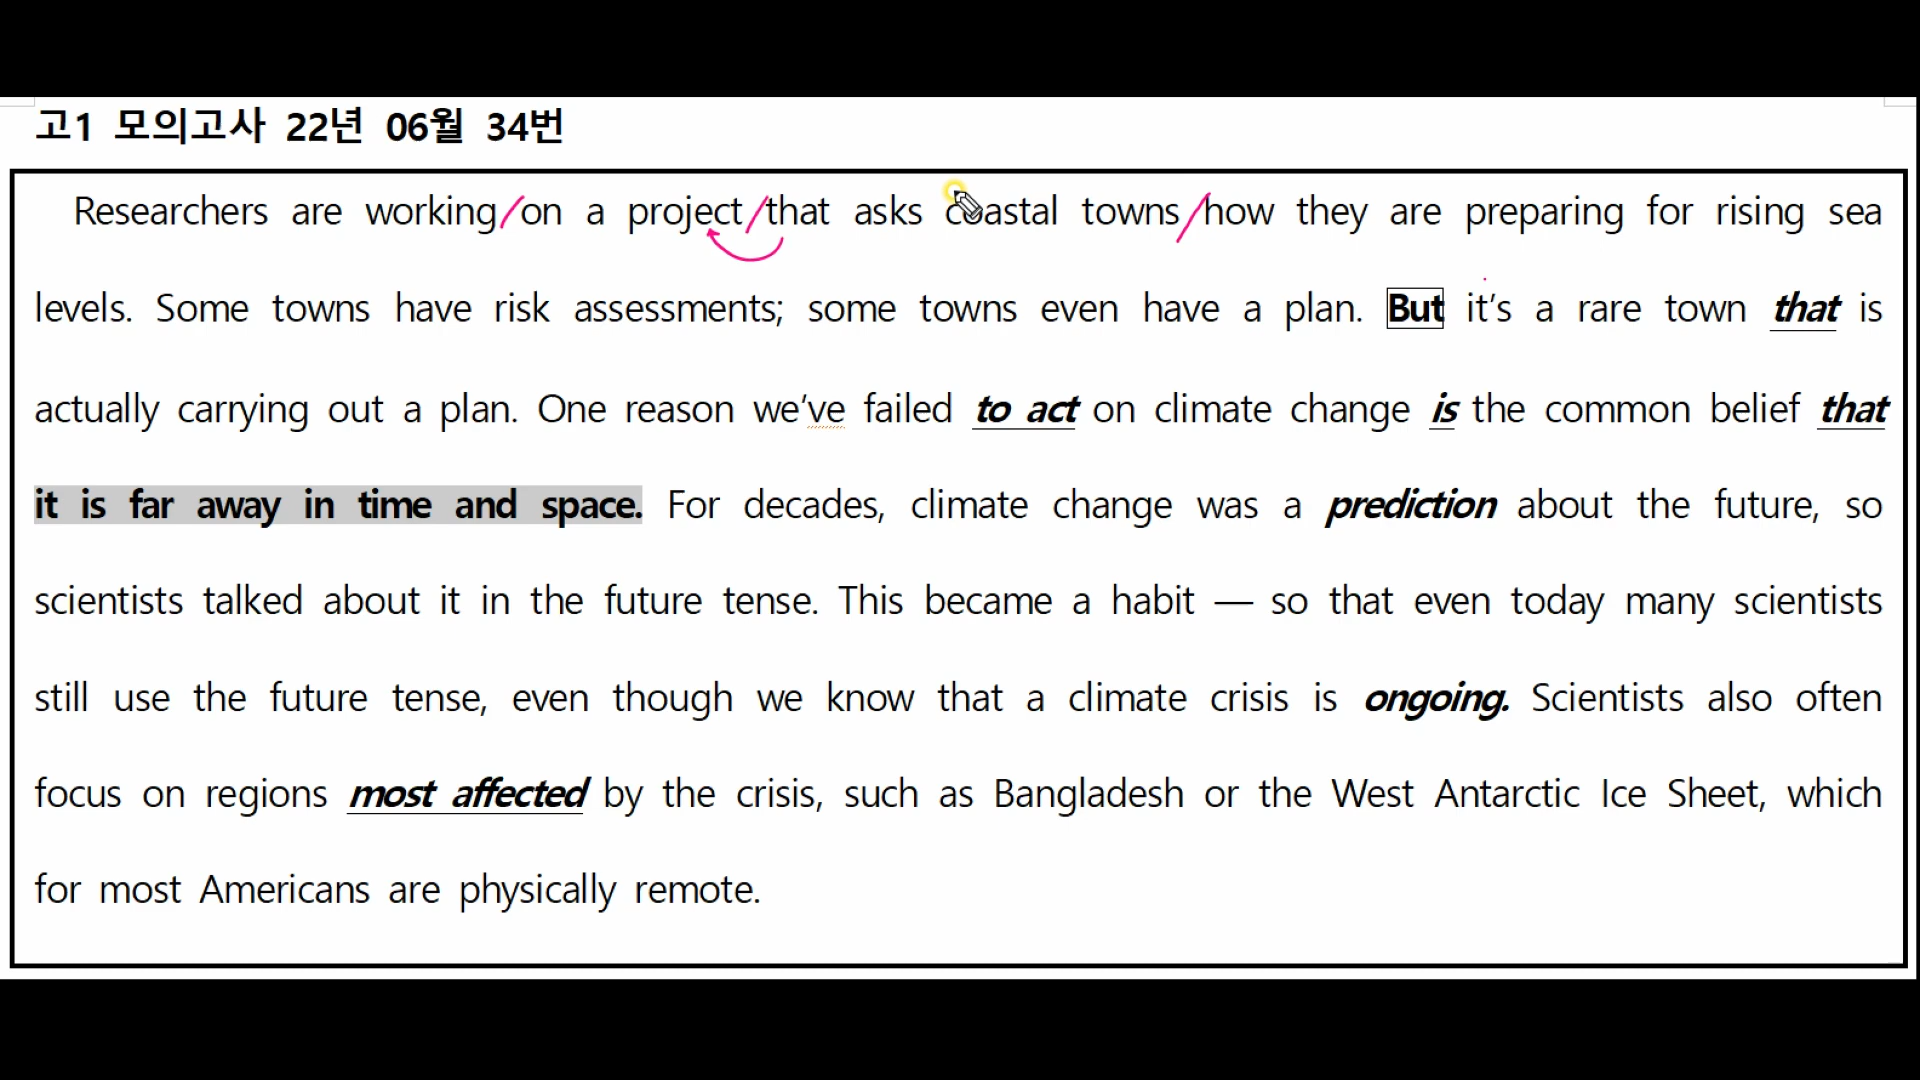 고1 모의고사 22년 06월 34번
Researchers are working on a project that asks coastal towns how they are preparing for rising sea
levels. Some towns have risk assessments; some towns even have a plan. But it’s a rare town that is
actually carrying out a plan. One reason we’ve failed to act on climate change is the common belief that
it is far away in time and space. For decades, climate change was a prediction about the future, so
scientists talked about it in the future tense. This became a habit — so that even today many scientists
still use the future tense, even though we know that a climate crisis is ongoing. Scientists also often
focus on regions most affected by the crisis, such as Bangladesh or the West Antarctic Ice Sheet, which
for most Americans are physically remote.